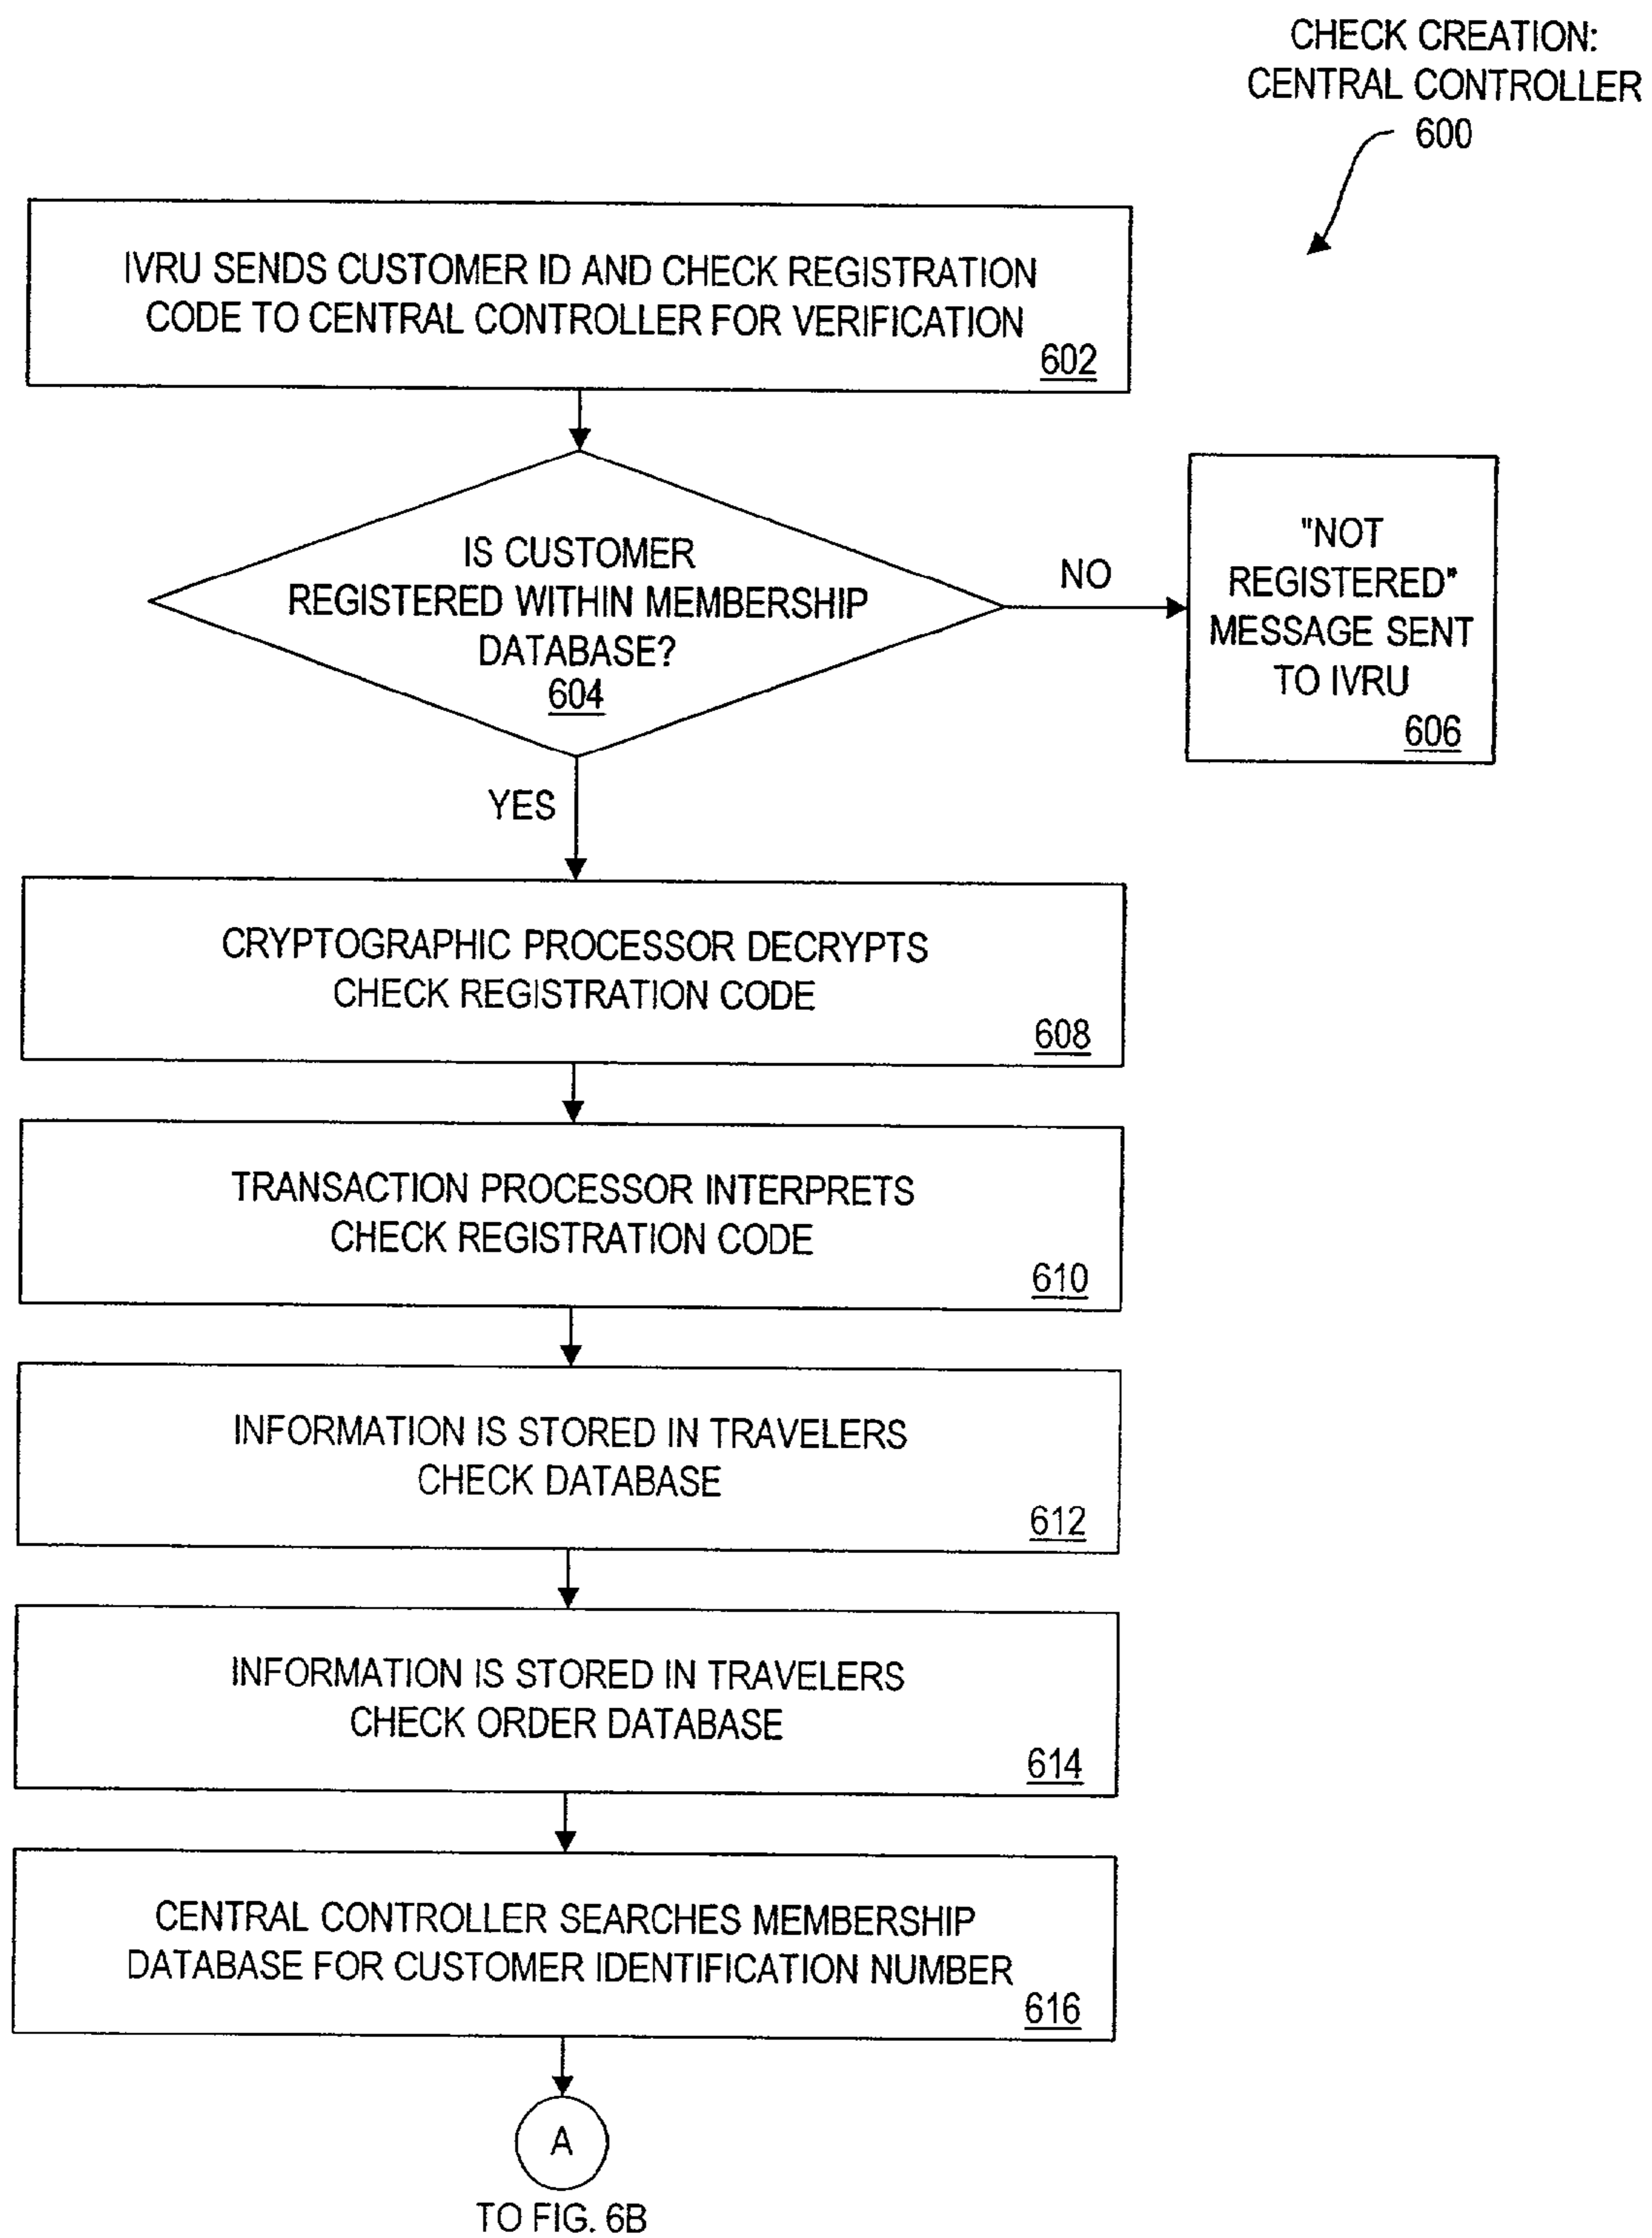 CHECK CREATION:
CENTRAL CONTROLLER
600
IVRU SENDS CUSTOMER ID AND CHECK REGISTRATION
CODE TO CENTRAL CONTROLLER FOR VERIFICATION
602
IS CUSTOMER
REGISTERED WITHIN MEMBERSHIP
DATABASE?
604
NO
"NOT
REGISTERED"
MESSAGE SENT
TO IVRU
606
YES
CRYPTOGRAPHIC PROCESSOR DECRYPTS
CHECK REGISTRATION CODE
608
TRANSACTION PROCESSOR INTERPRETS
CHECK REGISTRATION CODE
610
INFORMATION IS STORED IN TRAVELERS
CHECK DATABASE
612
INFORMATION IS STORED IN TRAVELERS
CHECK ORDER DATABASE
614
CENTRAL CONTROLLER SEARCHES MEMBERSHIP
DATABASE FOR CUSTOMER IDENTIFICATION NUMBER
616
A
TO FIG. 6B